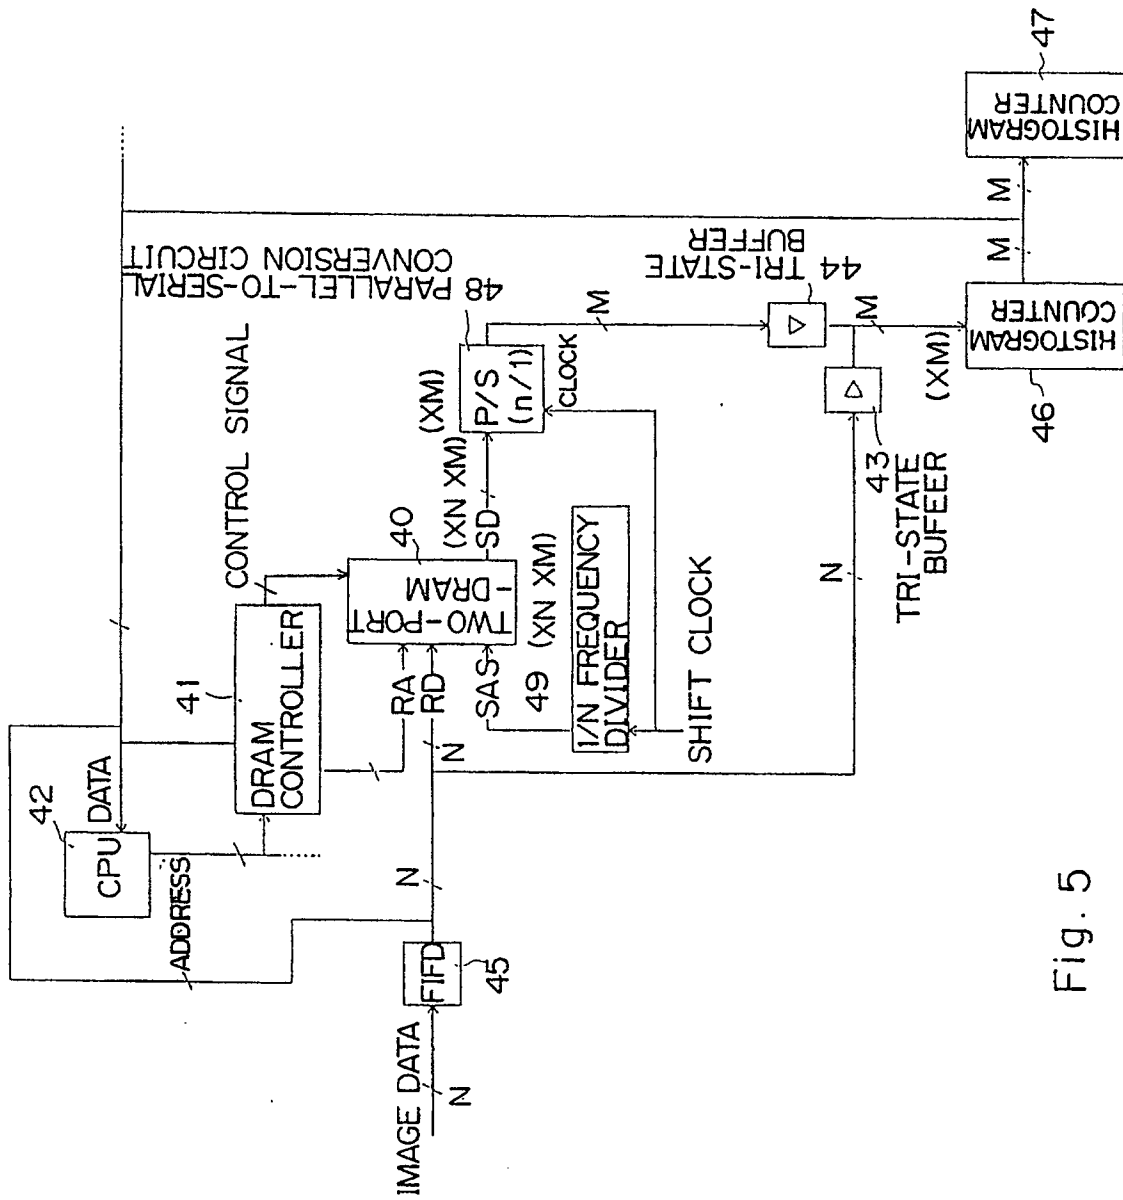 42
CPU
DATA
ADDRESS
41
DRAM
CONTROLLER
CONTROL SIGNAL
IMAGE DATA
N
FIFD
45
N
N
RA
RD
SAS
40
TWO-PORT
-DRAM
SD
(XN XM)
(XM)
P/S
(n/1)
CLOCK
48 PARALLEL-TO-SERIAL
CONVERSION CIRCUIT
49 (XN XM)
1/N FREQUENCY
DIVIDER
SHIFT CLOCK
M
44 TRI-STATE
BUFFER
N
43
TRI-STATE
BUFEER
M
(XM)
46
HISTOGRAM
COUNTER
M
M
47
HISTOGRAM
COUNTER
Fig. 5